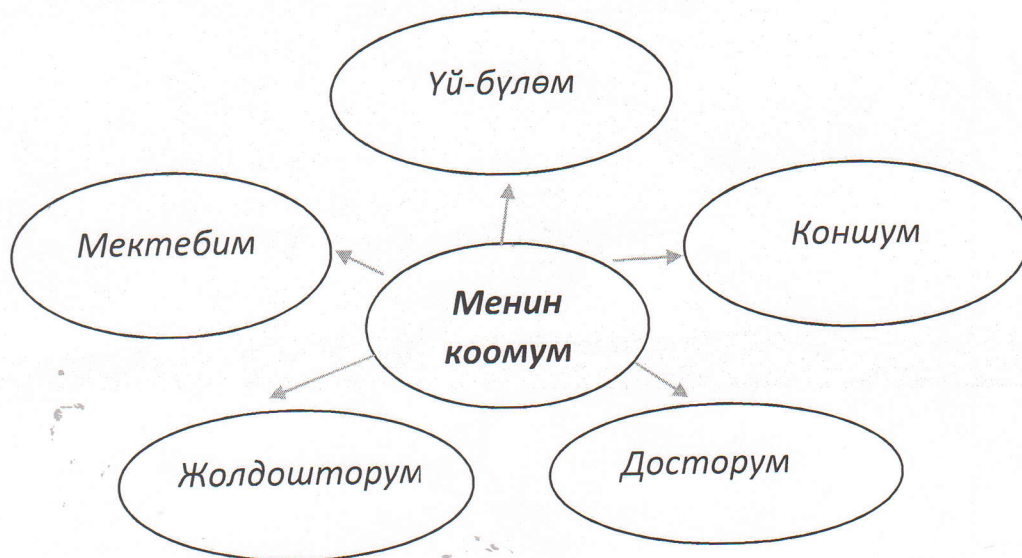 Үй-бүлөм
Мектебим
Коншум
Менин
коомум
Жолдошторум
Досторум